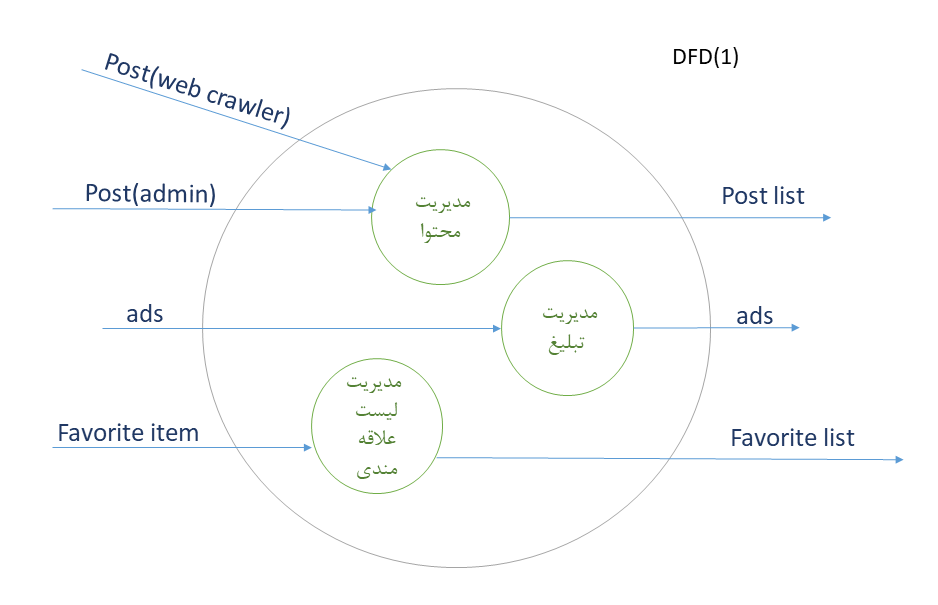 DFD(1)
Post(web crawler)
Post(admin)
مدیریت
محتوا
Post list
ads
مدیریت
تبلیغ
ads
Favorite item
مدیریت
لیست
علاقه
مندی
Favorite list